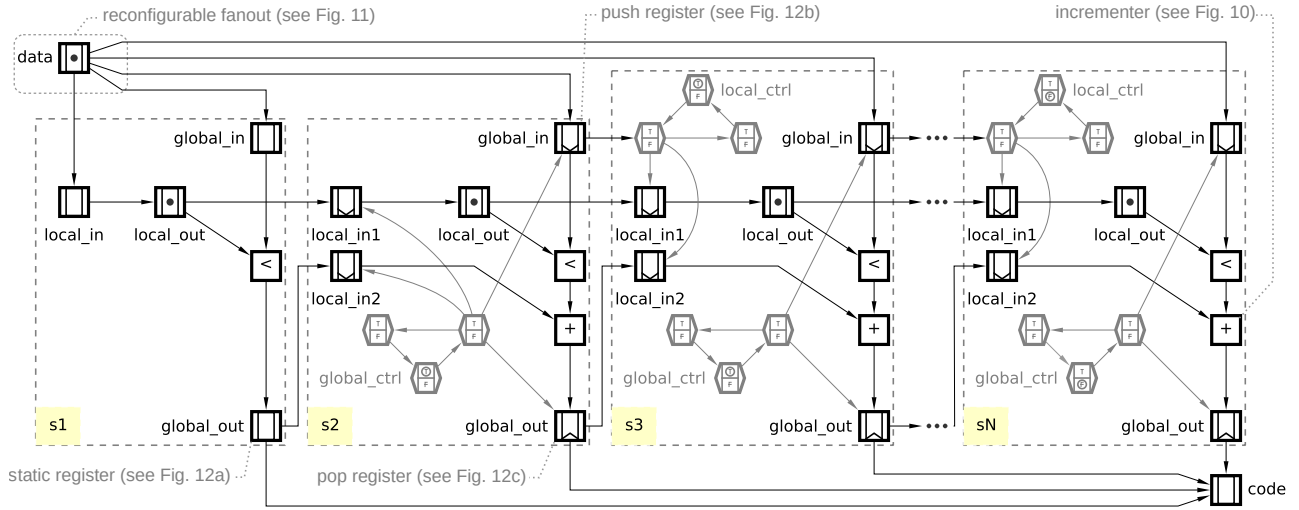 reconfigurable fanout (see Fig. 11)
push register (see Fig. 12b)
incrementer (see Fig. 10)
data
T F
local_ctrl
T F
local_ctrl
global_in
global_in
T F
T F
global_in
•••
T F
T F
global_in
•••
local_in
local_out
local_in1
local_out
local_in1
local_out
local_in1
local_out
<
<
<
<
local_in2
local_in2
local_in2
T F
T F
+
T F
T F
+
T F
T F
+
global_ctrl
T F
global_ctrl
T F
global_ctrl
T F
s1
global_out
s2
global_out
s3
global_out
•••
sN
global_out
static register (see Fig. 12a)
pop register (see Fig. 12c)
code